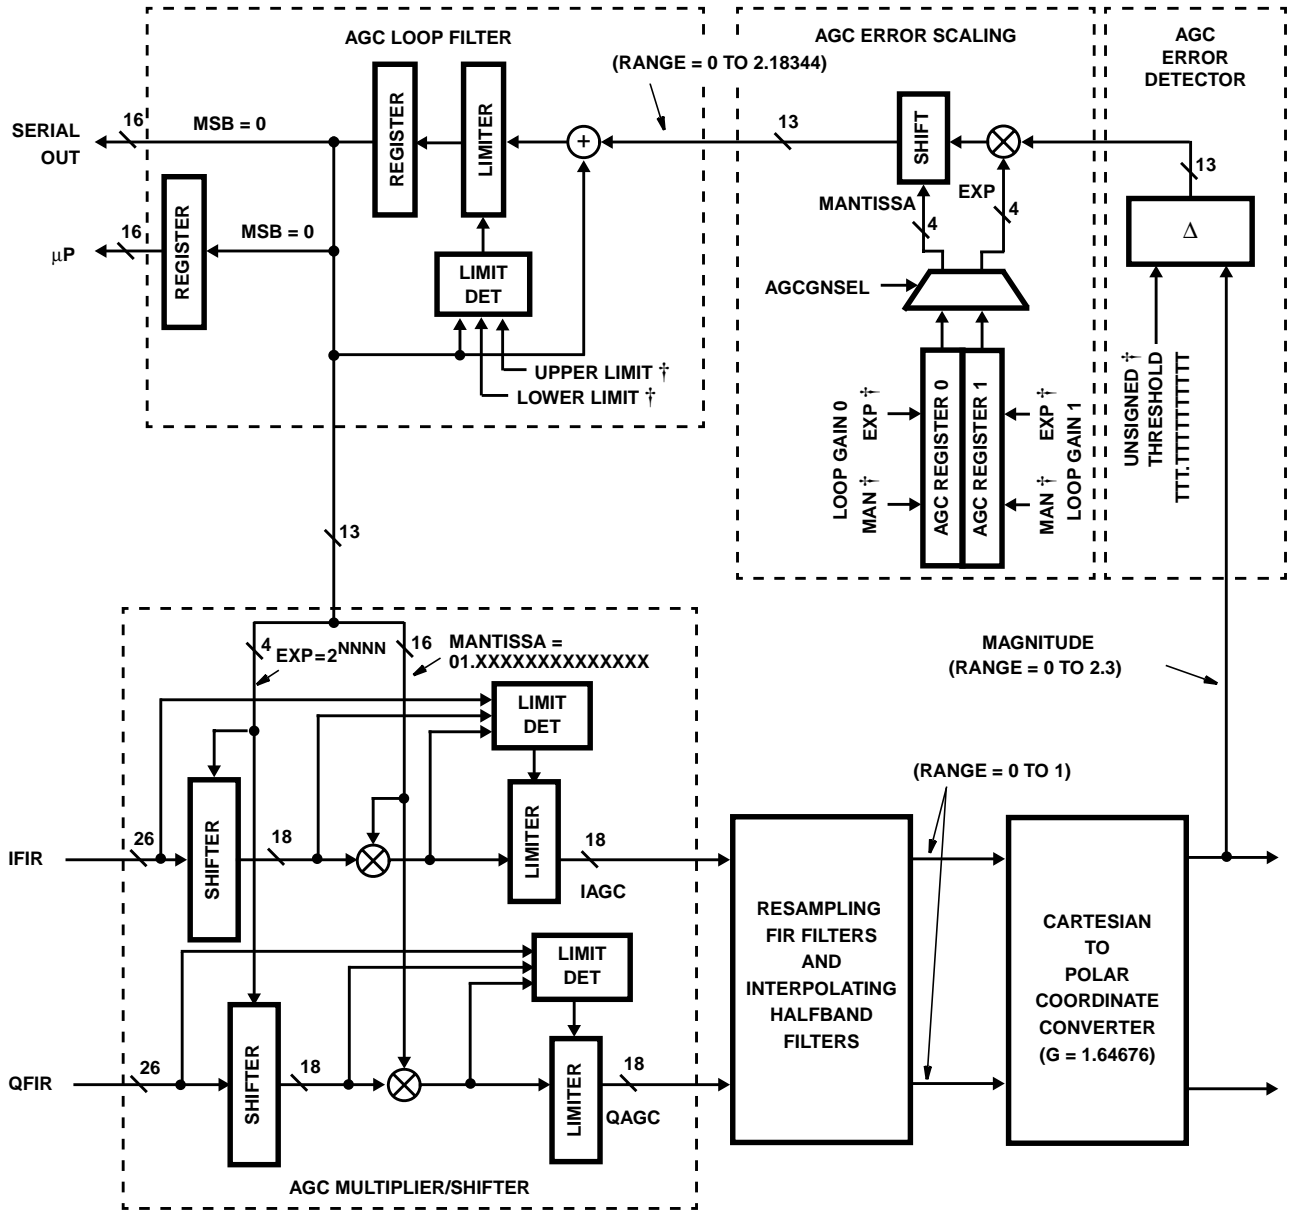 AGC LOOP FILTER
(RANGE = 0 TO 2.18344)
AGC ERROR SCALING
AGC
ERROR
DETECTOR
SERIAL
OUT
16
MSB = 0
REGISTER
LIMITER
+
13
SHIFT
13
µP
16
REGISTER
MSB = 0
LIMIT
DET
MANTISSA
4
EXP
4
Δ
AGCGNSEL
UPPER LIMIT †
LOWER LIMIT †
LOOP GAIN 0
EXP †
MAN †
AGC REGISTER 0
AGC REGISTER 1
EXP †
MAN †
LOOP GAIN 1
UNSIGNED †
THRESHOLD
TTT.TTTTTTTTTT
13
4
EXP=2NNNN
16
MANTISSA =
01.XXXXXXXXXXXXXX
MAGNITUDE
(RANGE = 0 TO 2.3)
LIMIT
DET
(RANGE = 0 TO 1)
IFIR
26
SHIFTER
18
LIMITER
18
IAGC
LIMIT
DET
QFIR
26
SHIFTER
18
LIMITER
18
QAGC
RESAMPLING
FIR FILTERS
AND
INTERPOLATING
HALFBAND
FILTERS
CARTESIAN
TO
POLAR
COORDINATE
CONVERTER
(G = 1.64676)
AGC MULTIPLIER/SHIFTER